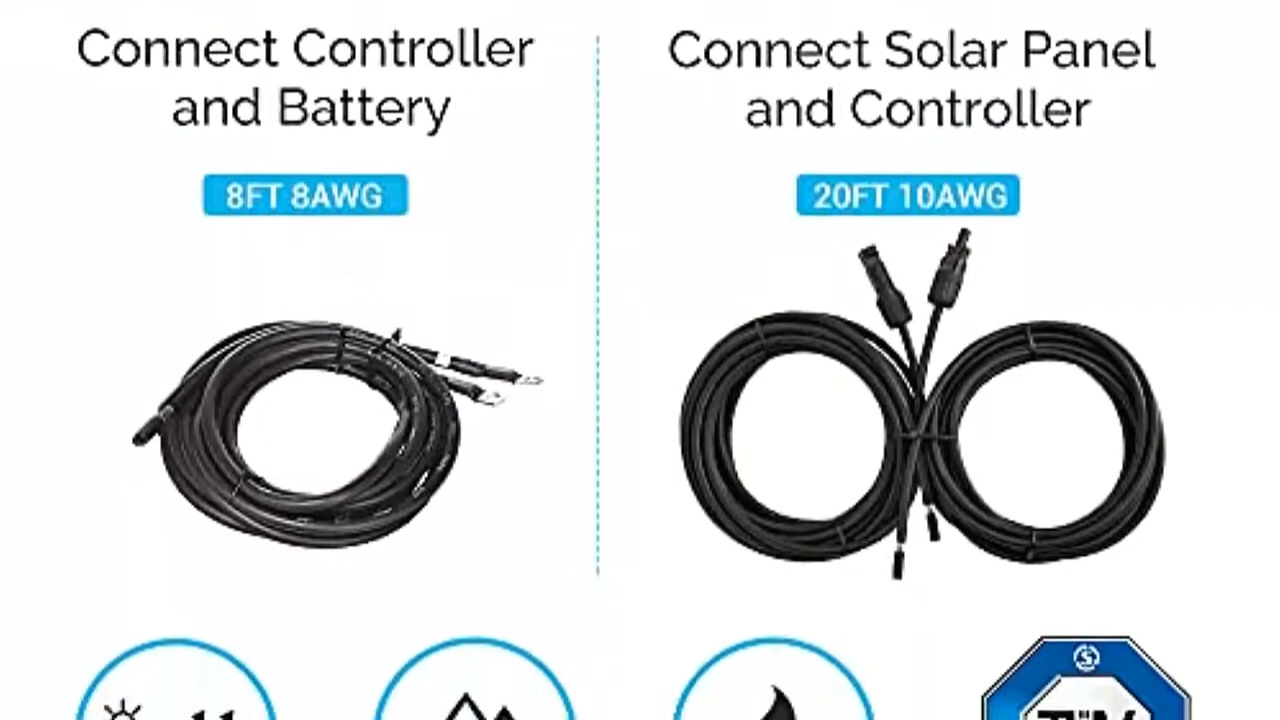 Connect Controller
and Battery
8FT 8AWG
Connect Solar Panel
and Controller
20FT 10AWG